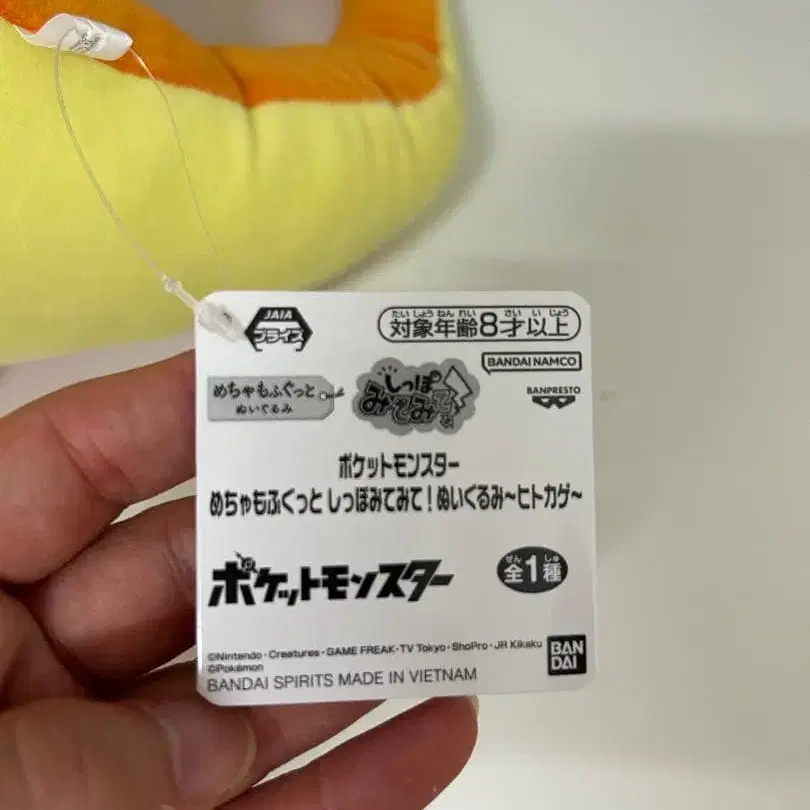 JAIA
プライズ
たいしょうねんれい さい いじょう
対象年齢8才以上
BANDAI NAMCO
めちゃもふぐっと
ぬいぐるみ
しっぽ
みてみて
BANPRESTO
ポケットモンスター
めちゃもふぐっと しっぽみてみて!ぬいぐるみ~ヒトカゲ~
ポケットモンスター
ぜん しゅ
全1種
©Nintendo・Creatures・GAME FREAK・TV Tokyo・ShoPro・JR Kikaku
©Pokémon
BANDAI SPIRITS MADE IN VIETNAM
BAN
DAI